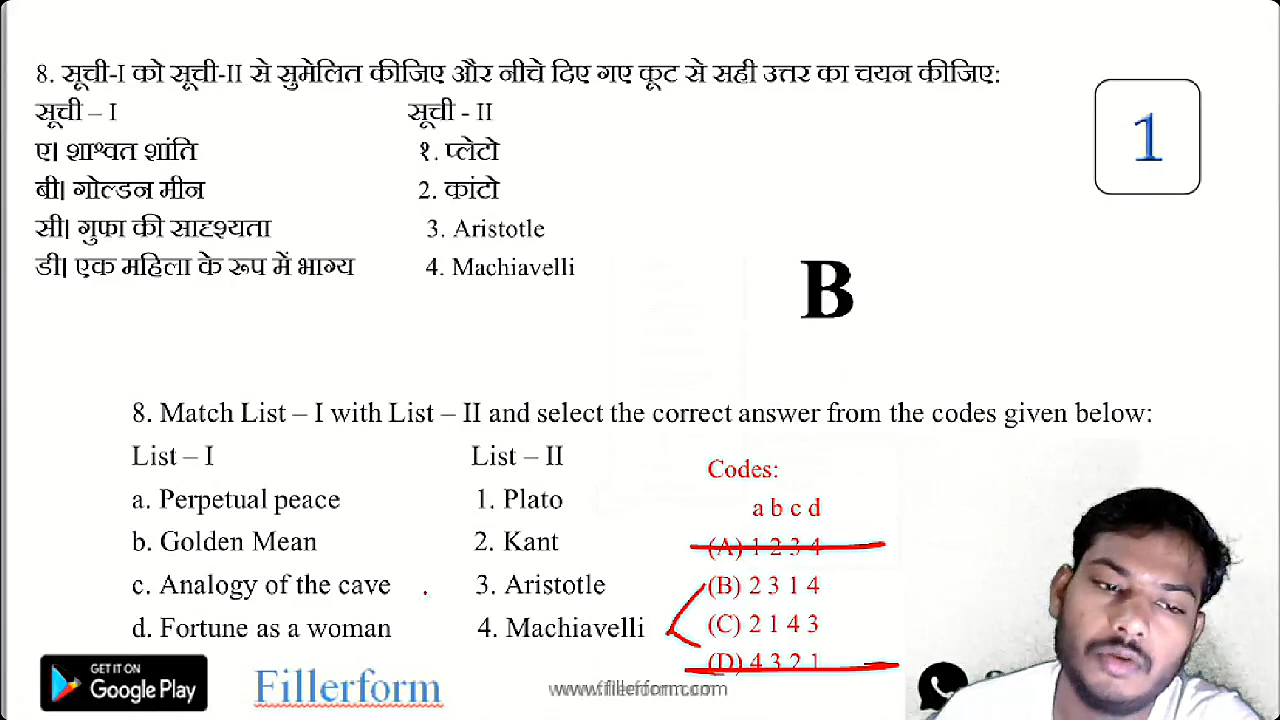 8. सूची-I को सूची-II से सुमेलित कीजिए और नीचे दिए गए कूट से सही उत्तर का चयन कीजिए:
सूची – I सूची - II
ए। शाश्वत शांति १. प्लेटो
बी। गोल्डन मीन 2. कांटो
सी। गुफा की सादृश्यता 3. Aristotle
डी। एक महिला के रूप में भाग्य 4. Machiavelli
1
B
8. Match List – I with List – II and select the correct answer from the codes given below:
List – I List – II
a. Perpetual peace 1. Plato
b. Golden Mean 2. Kant
c. Analogy of the cave 3. Aristotle
d. Fortune as a woman 4. Machiavelli
Codes:
a b c d
(A) 1 2 3 4
(B) 2 3 1 4
(C) 2 1 4 3
(D) 4 3 2 1
GET IT ON
Google Play
Fillerform
www.fillerform.com